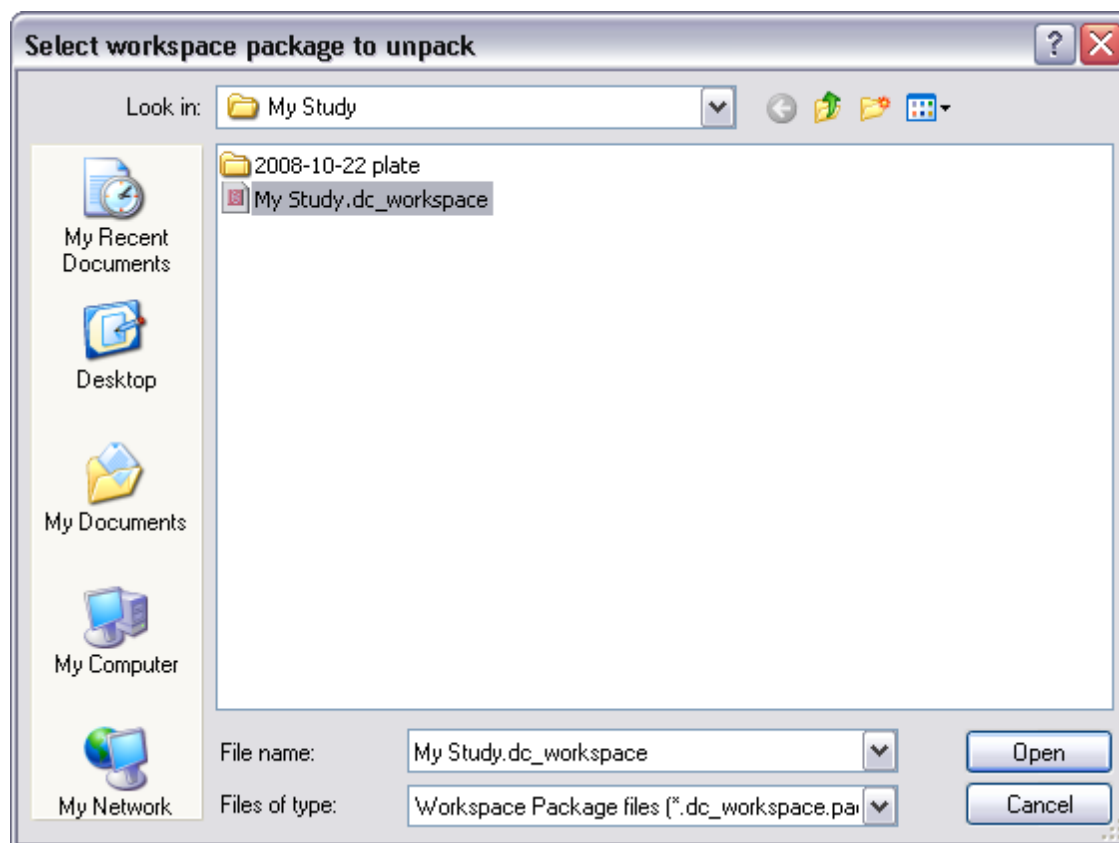 Select workspace package to unpack
Look in: My Study
2008-10-22 plate
My Study.dc_workspace
My Recent
Documents
Desktop
My Documents
My Computer
My Network
File name: My Study.dc_workspace Open
Files of type: Workspace Package files (*.dc_workspace.pa Cancel